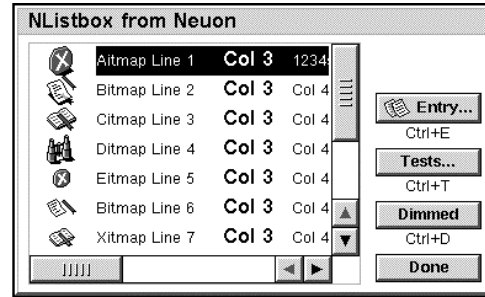 NListbox from Neuon
Aitmap Line 1 Col 3 1234
Bitmap Line 2 Col 3 Col 4
Citmap Line 3 Col 3 Col 4
Ditmap Line 4 Col 3 Col 4
Eitmap Line 5 Col 3 Col 4
Bitmap Line 6 Col 3 Col 4
Xitmap Line 7 Col 3 Col 4
Entry...
Ctrl+E
Tests...
Ctrl+T
Dimmed
Ctrl+D
Done